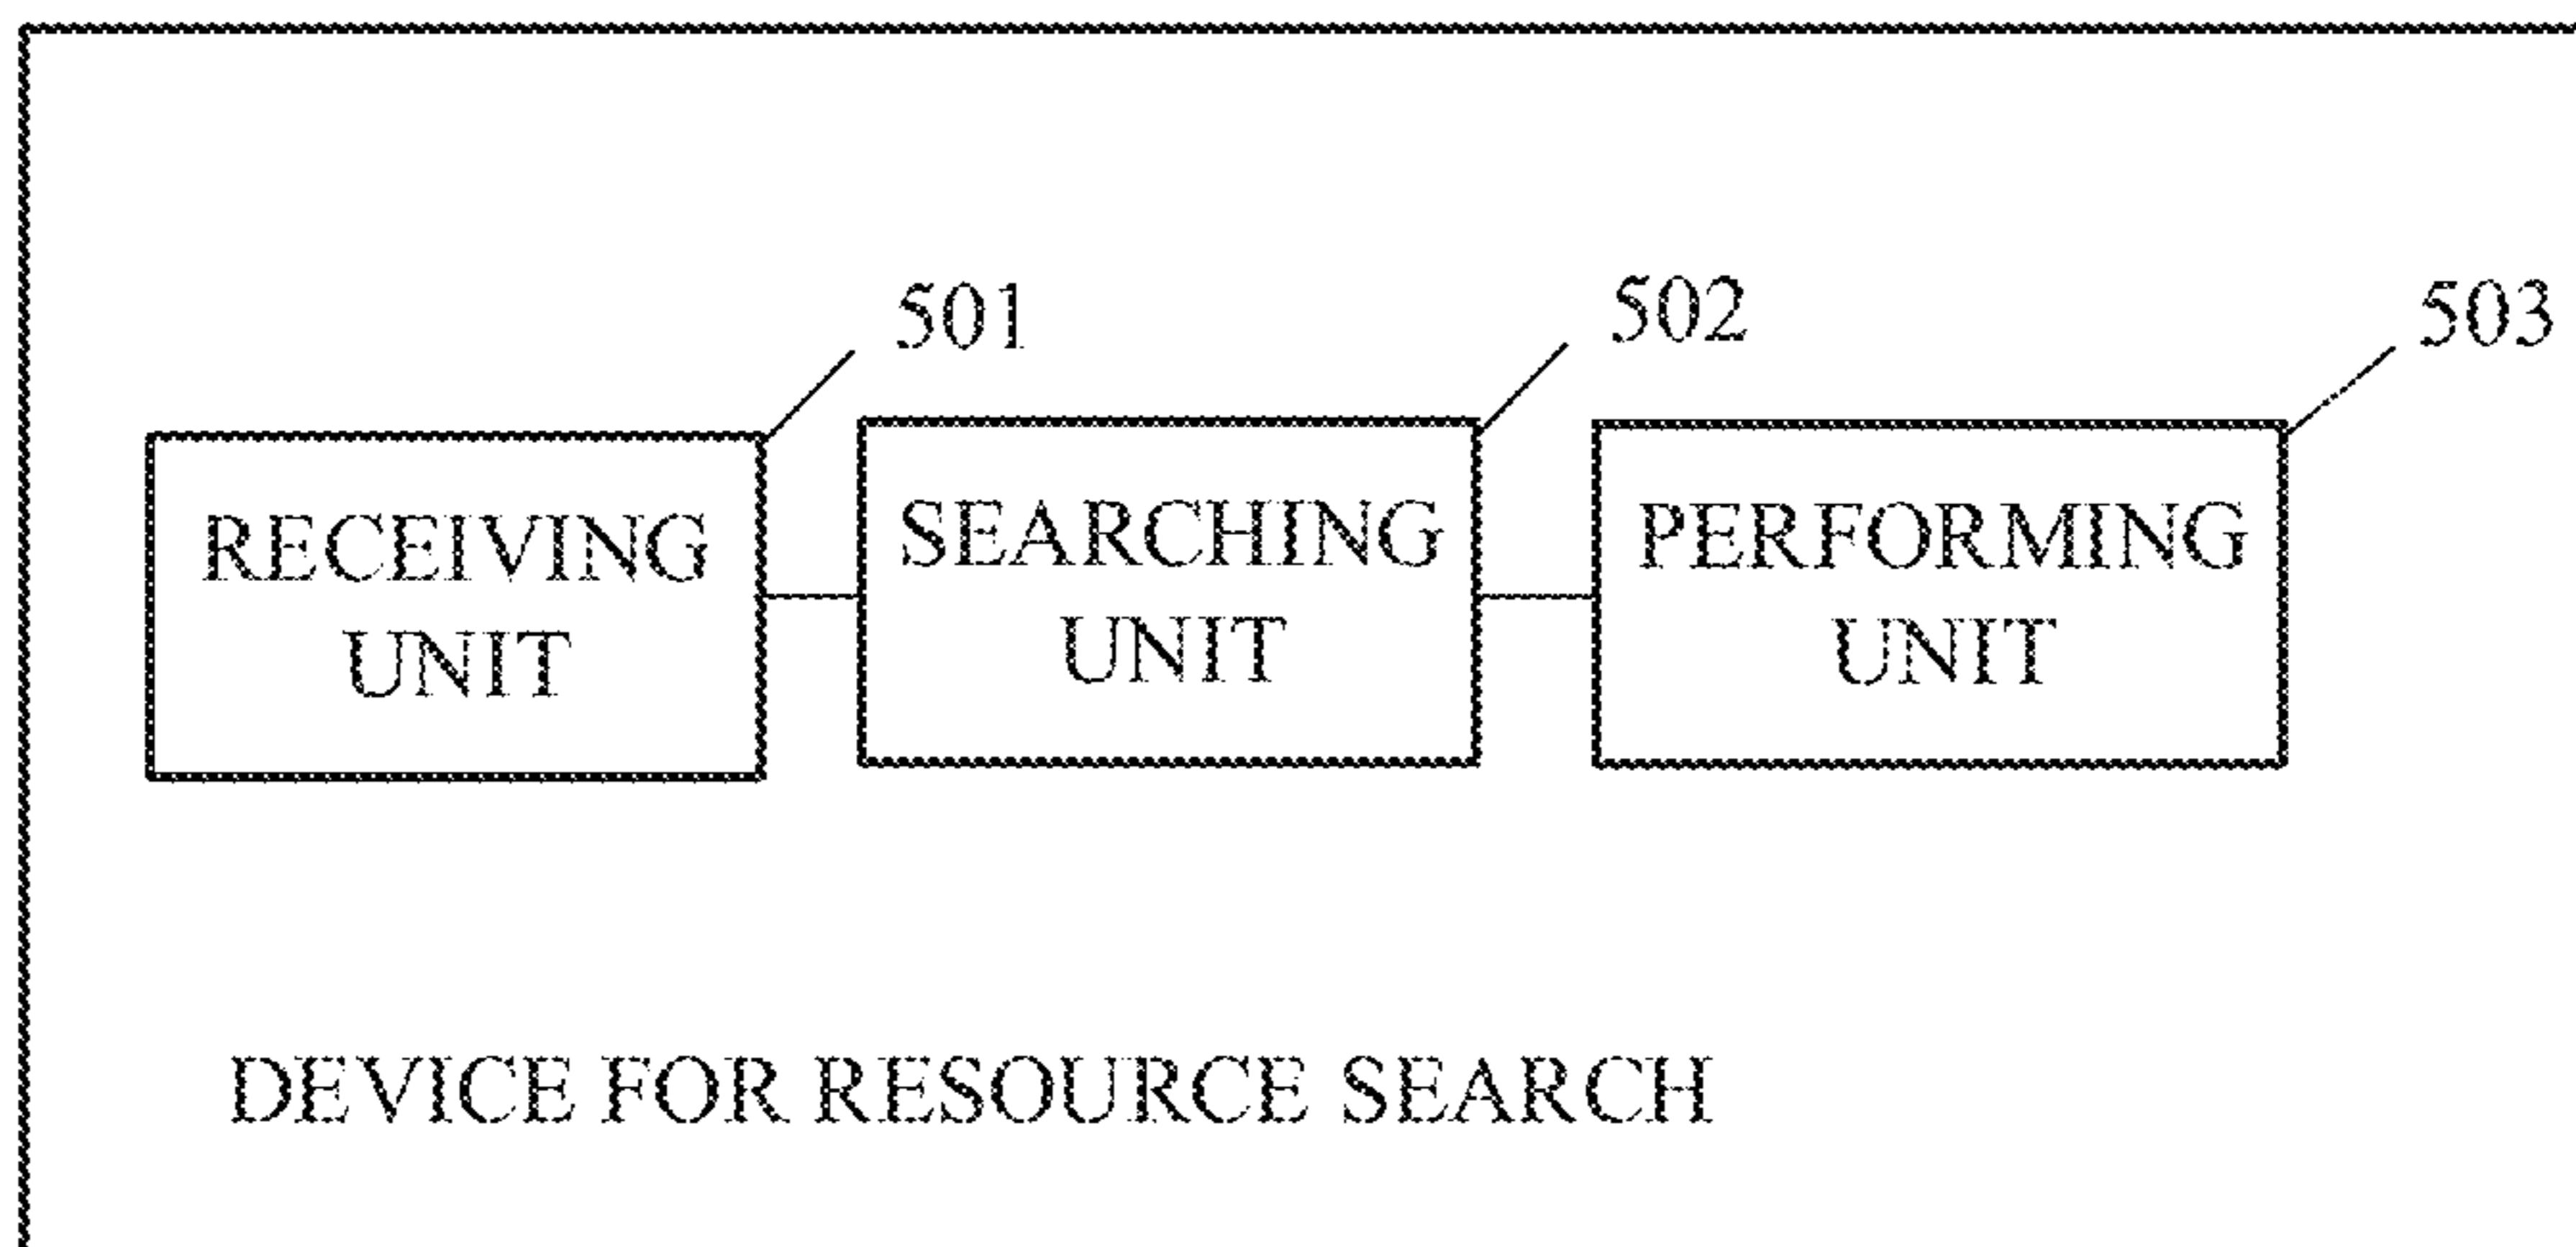 501
502
503
RECEIVING
UNIT
SEARCHING
UNIT
PERFORMING
UNIT
DEVICE FOR RESOURCE SEARCH